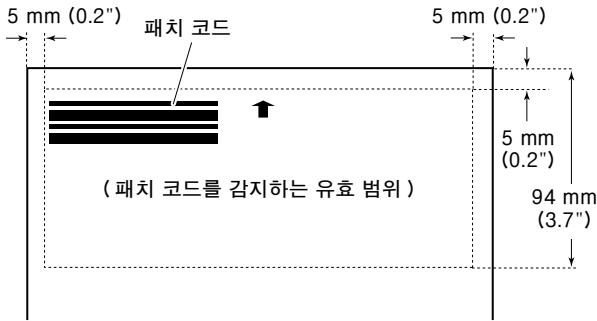 5 mm (0.2")
패치 코드
5 mm (0.2")
5 mm
(0.2")
( 패치 코드를 감지하는 유효 범위 )
94 mm
(3.7")